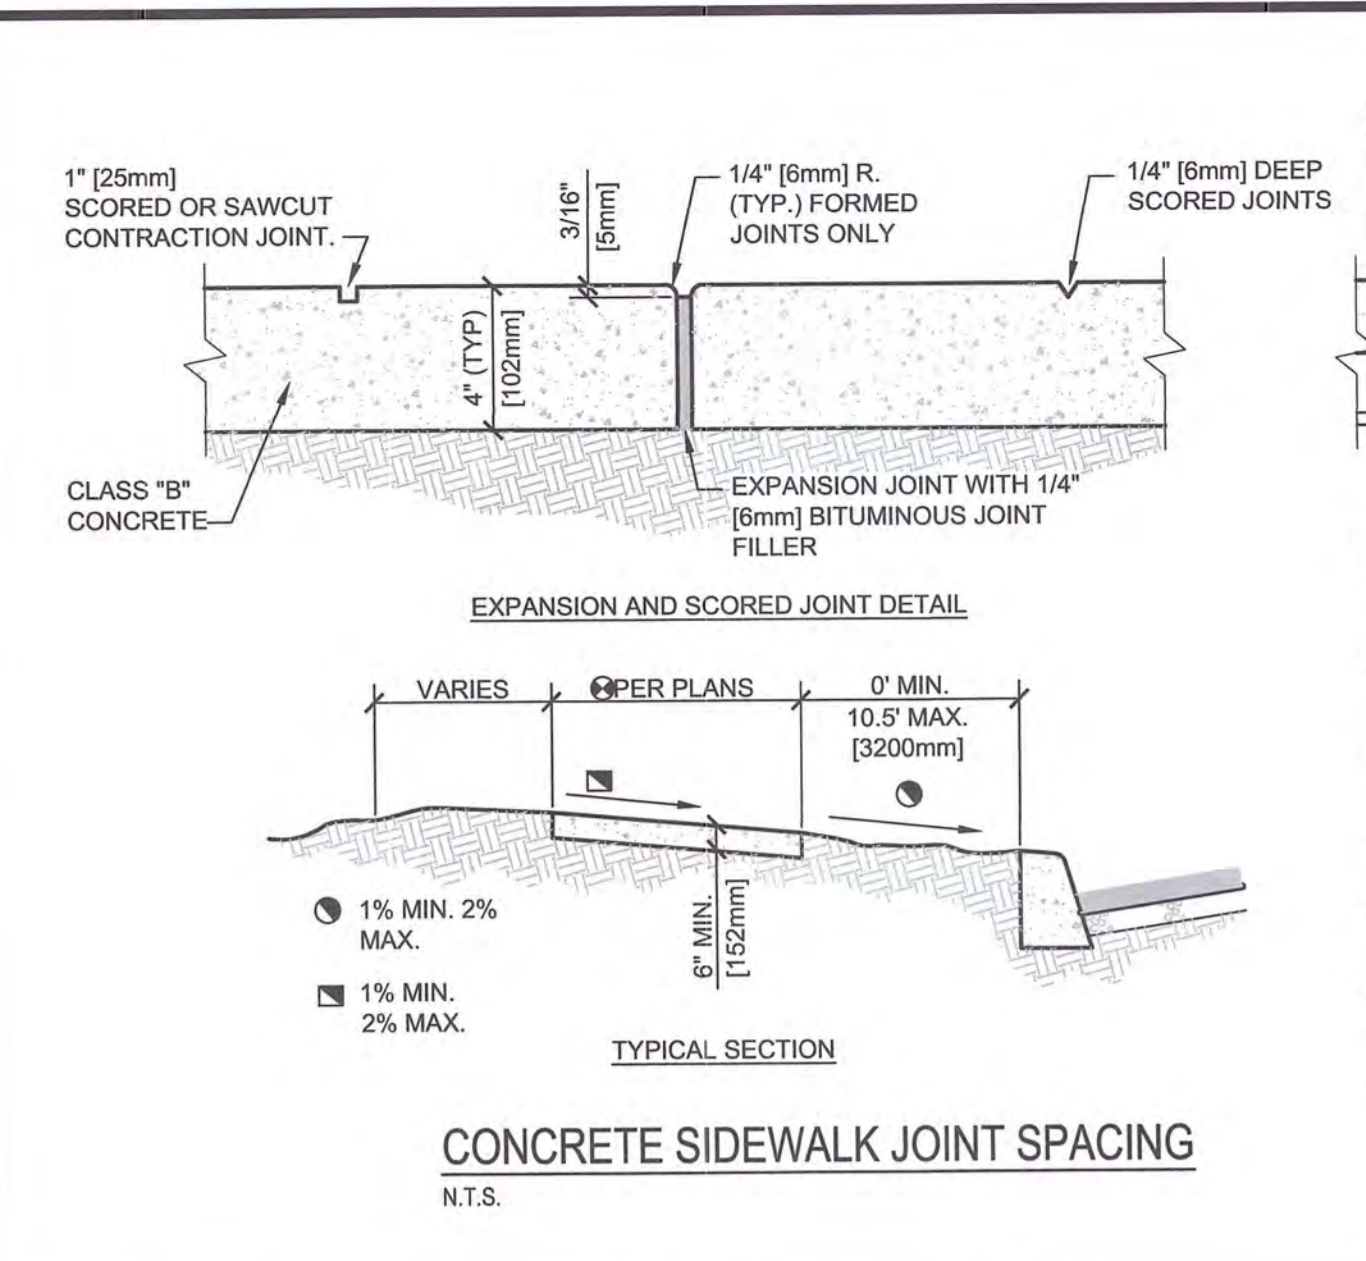 1" [25mm]
SCORED OR SAWCUT
CONTRACTION JOINT.
3/16"
[5mm]
1/4" [6mm] R.
(TYP.) FORMED
JOINTS ONLY
1/4" [6mm] DEEP
SCORED JOINTS
4" (TYP)
[102mm]
CLASS "B"
CONCRETE
EXPANSION JOINT WITH 1/4"
[6mm] BITUMINOUS JOINT
FILLER
EXPANSION AND SCORED JOINT DETAIL
VARIES
PER PLANS
0' MIN.
10.5' MAX.
[3200mm]
1% MIN. 2%
MAX.
1% MIN.
2% MAX.
6" MIN.
[152mm]
TYPICAL SECTION
CONCRETE SIDEWALK JOINT SPACING
N.T.S.